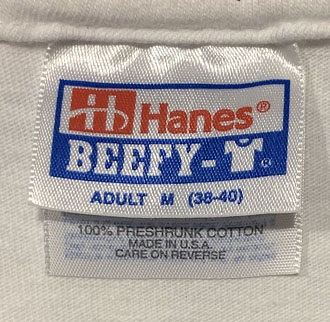 Hanes®
BEEFY-T®
ADULT M (38-40)
100% PRESHRUNK COTTON
MADE IN U.S.A.
CARE ON REVERSE